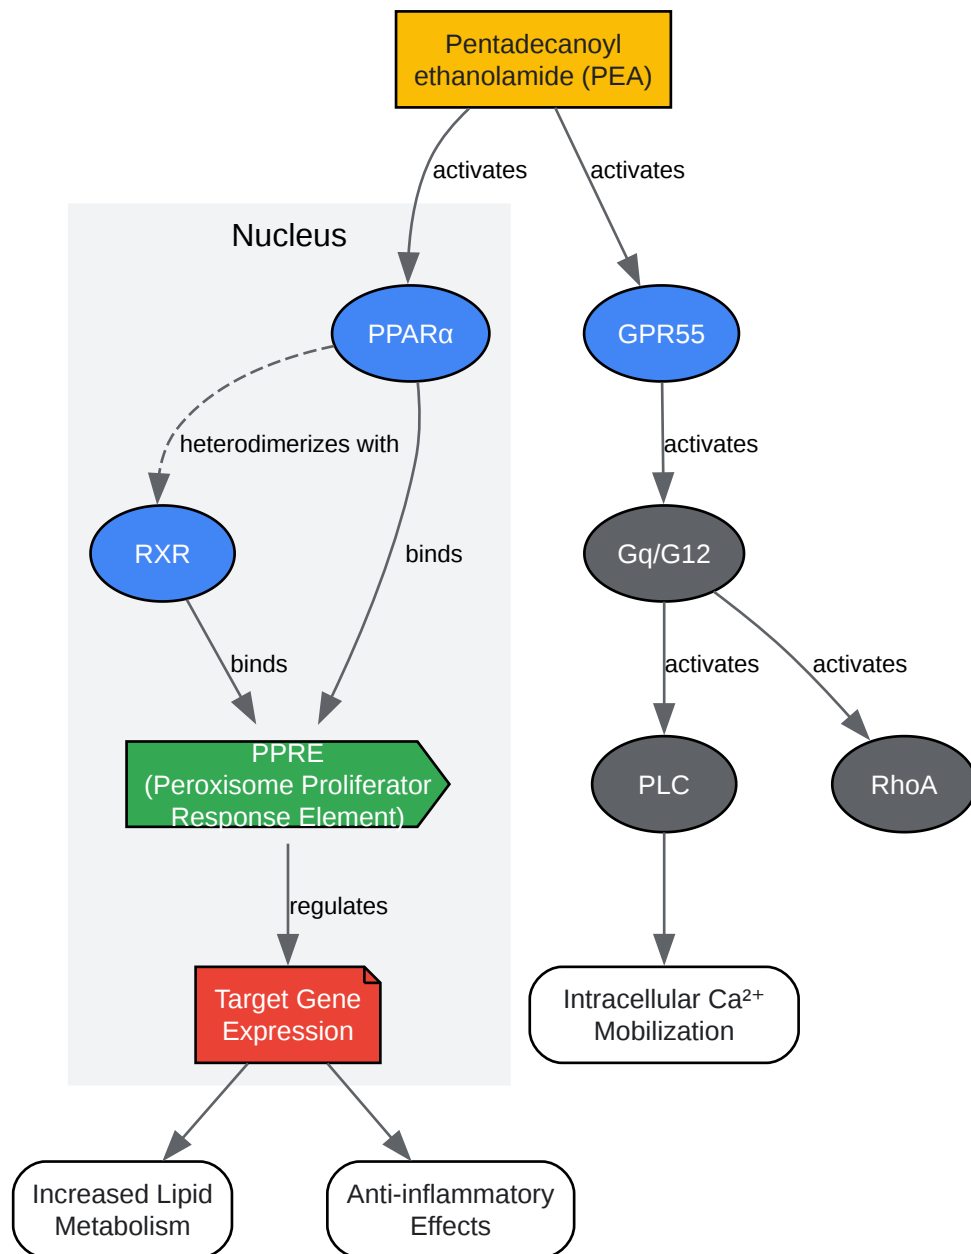 Pentadecanoyl
ethanolamide (PEA)
activates
activates
Nucleus
PPARα
GPR55
heterodimerizes with
activates
RXR
binds
Gq/G12
binds
activates
activates
PPRE
(Peroxisome Proliferator
Response Element)
PLC
RhoA
regulates
Target Gene
Expression
Intracellular Ca²⁺
Mobilization
Increased Lipid
Metabolism
Anti-inflammatory
Effects